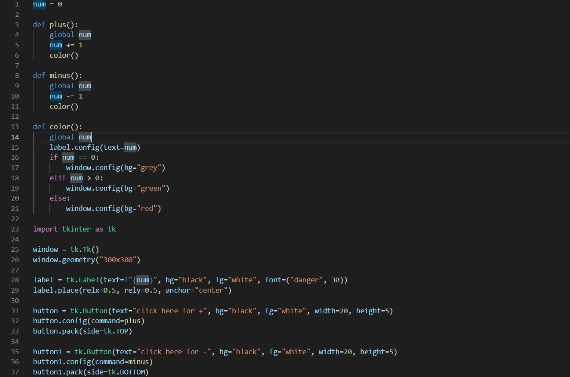 1 num = 0
2
3 def plus():
4     global num
5     num += 1
6     color()
7
8 def minus():
9     global num
10     num -= 1
11     color()
12
13 def color():
14     global num
15     label.config(text=num)
16     if num == 0:
17         window.config(bg="grey")
18     elif num > 0:
19         window.config(bg="green")
20     else:
21         window.config(bg="red")
22
23 import tkinter as tk
24
25 window = tk.Tk()
26 window.geometry("300x300")
27
28 label = tk.Label(text=f"{num}", bg="black", fg="white", font=("danger", 30))
29 label.place(relx=0.5, rely=0.5, anchor="center")
30
31 button = tk.Button(text="click here for +", bg="black", fg="white", width=20, height=5)
32 button.config(command=plus)
33 button.pack(side=tk.TOP)
34
35 button1 = tk.Button(text="click here for -", bg="black", fg="white", width=20, height=5)
36 button1.config(command=minus)
37 button1.pack(side=tk.BOTTOM)